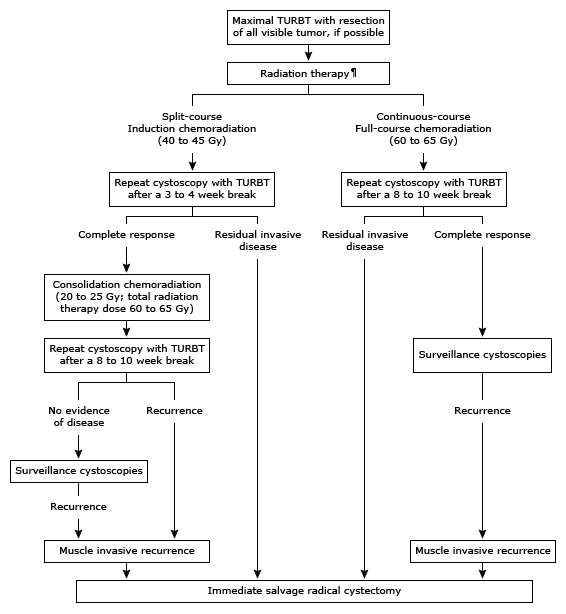 Maximal TURBT with resection
of all visible tumor, if possible
Radiation therapy¶
Split-course
Induction chemoradiation
(40 to 45 Gy)
Continuous-course
Full-course chemoradiation
(60 to 65 Gy)
Repeat cystoscopy with TURBT
after a 3 to 4 week break
Repeat cystoscopy with TURBT
after a 8 to 10 week break
Complete response
Residual invasive
disease
Residual invasive
disease
Complete response
Consolidation chemoradiation
(20 to 25 Gy; total radiation
therapy dose 60 to 65 Gy)
Repeat cystoscopy with TURBT
after a 8 to 10 week break
Surveillance cystoscopies
No evidence
of disease
Recurrence
Recurrence
Surveillance cystoscopies
Recurrence
Muscle invasive recurrence
Muscle invasive recurrence
Immediate salvage radical cystectomy